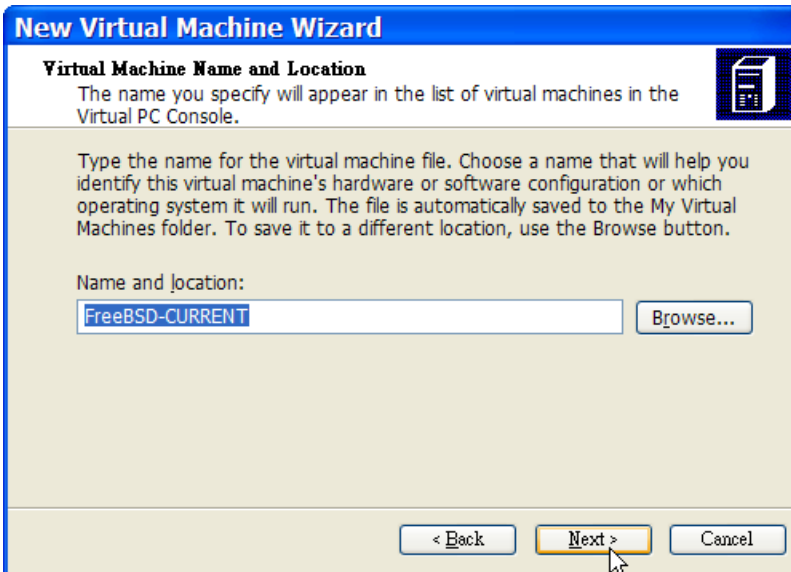 New Virtual Machine Wizard
Virtual Machine Name and Location
The name you specify will appear in the list of virtual machines in the
Virtual PC Console.
Type the name for the virtual machine file. Choose a name that will help you
identify this virtual machine's hardware or software configuration or which
operating system it will run. The file is automatically saved to the My Virtual
Machines folder. To save it to a different location, use the Browse button.
Name and location:
FreeBSD-CURRENT
Browse...
< Back
Next >
Cancel